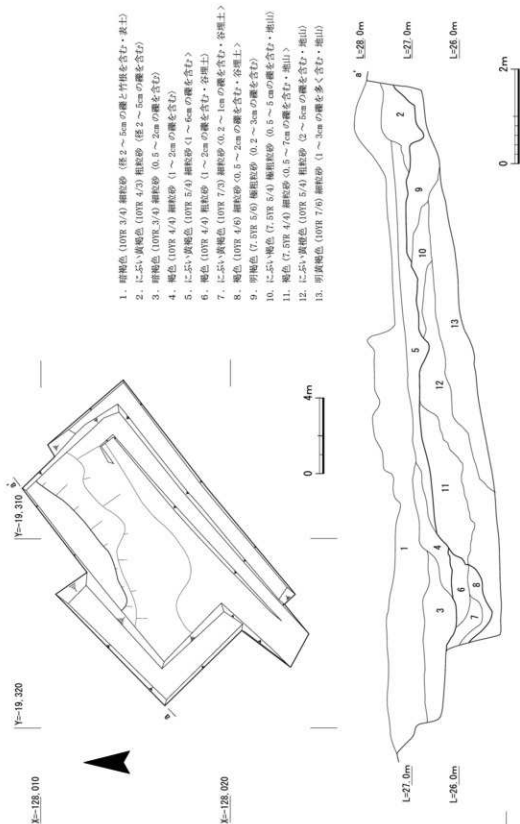 X=-128,010
X=-128,020
Y=-19,320
Y=-19,310
a
a'
0 4m
1．暗褐色（10YR 3/4）細粒砂（径2～5cmの礫と竹根を含む・表土）
2．にぶい黄褐色（10YR 4/3）粗粒砂（径2～5cmの礫を含む）
3．暗褐色（10YR 3/4）細粒砂（0.5～2cmの礫を含む）
4．褐色（10YR 4/4）細粒砂（1～2cmの礫を含む）
5．にぶい黄褐色（10YR 5/4）細粒砂＜1～6cmの礫を含む＞
6．褐色（10YR 4/4）粗粒砂（1～2cmの礫を含む・谷埋土）
7．にぶい黄橙色（10YR 7/3）細粒砂＜0.2～1cmの礫を含む・谷埋土＞
8．褐色（10YR 4/6）細粒砂＜0.5～2cmの礫を含む・谷埋土＞
9．明褐色（7.5YR 5/6）極粗粒砂（0.2～3cmの礫を含む）
10．にぶい褐色（7.5YR 5/4）極粗粒砂（0.5～5cmの礫を含む・地山）
11．褐色（7.5YR 4/4）細粒砂＜0.5～7cmの礫を含む・地山＞
12．にぶい黄橙色（10YR 5/4）粗粒砂（2～5cmの礫を含む・地山）
13．明黄褐色（10YR 7/6）細粒砂（1～3cmの礫を多く含む・地山）
L=27.0m
L=26.0m
1
3
4
6
7
8
11
5
12
10
9
13
2
a'
L=28.0m
L=27.0m
L=26.0m
0 2m